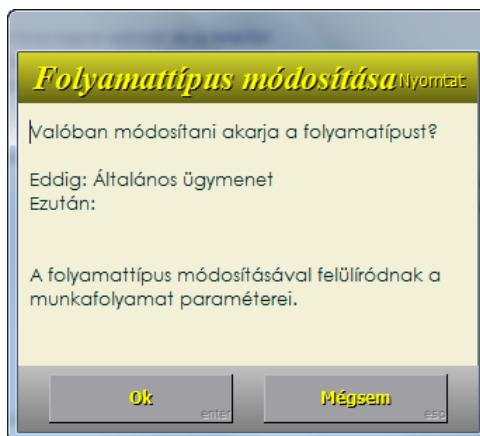 Folyamattípus módosítása Nyomtat
Valóban módosítani akarja a folyamatípust?
Eddig: Általános ügymenet
Ezután:
A folyamattípus módosításával felülíródnak a
munkafolyamat paraméterei.
Ok enter Mégsem esc